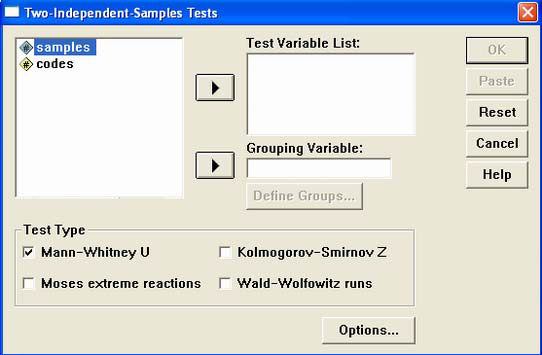 Two-Independent-Samples Tests
samples
codes
Test Variable List:
Grouping Variable:
Define Groups...
OK
Paste
Reset
Cancel
Help
Test Type
Mann-Whitney U
Kolmogorov-Smirnov Z
Moses extreme reactions
Wald-Wolfowitz runs
Options...